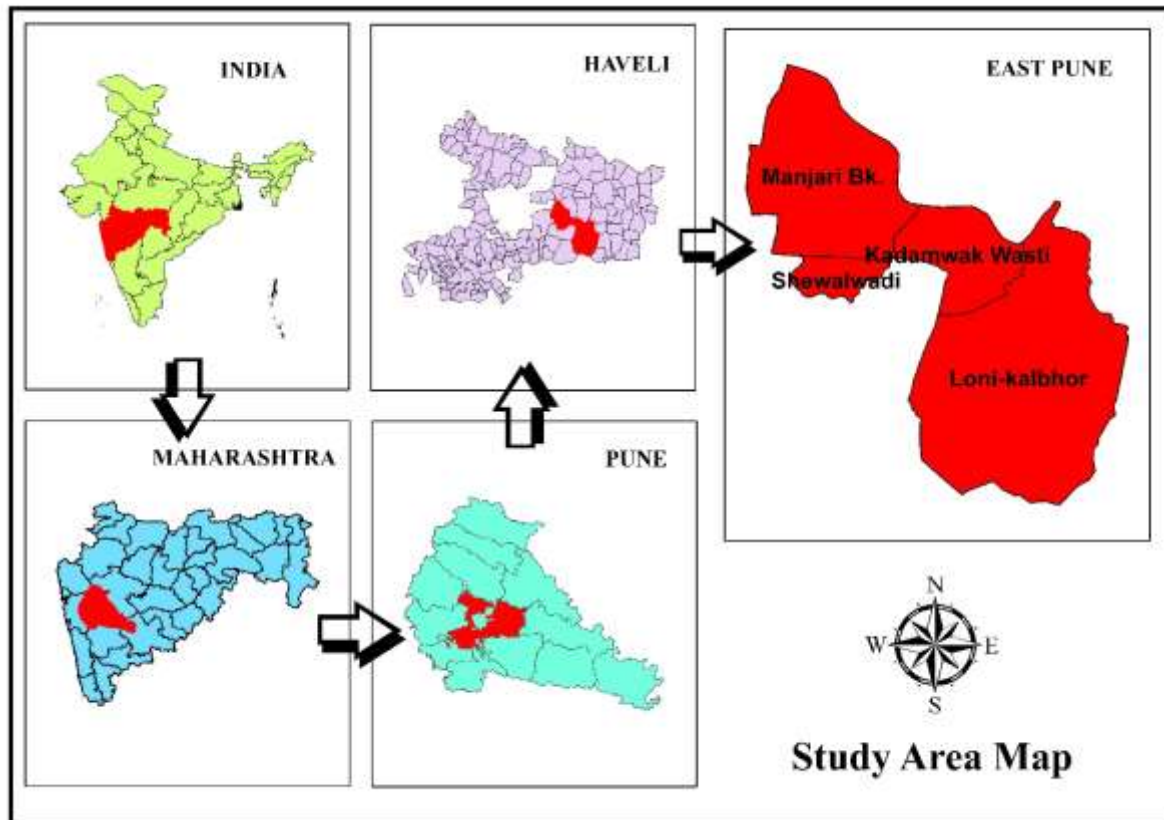 INDIA
HAVELI
EAST PUNE
Manjari Bk.
Kadamwak Wasti
Shewalwadi
Loni-kalbhor
MAHARASHTRA
PUNE
N
W
E
S
Study Area Map